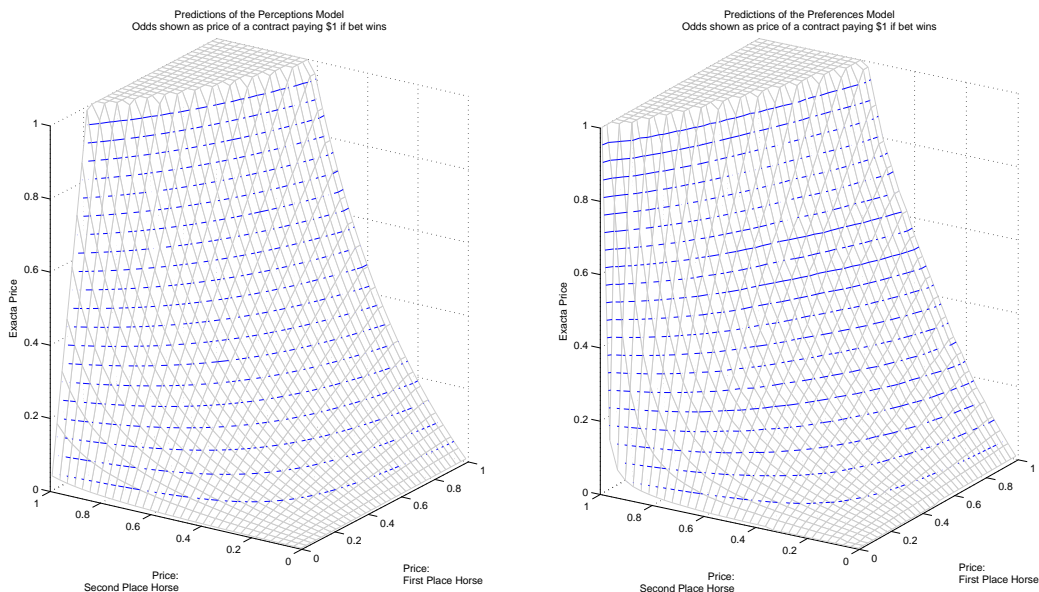 Predictions of the Perceptions Model
Odds shown as price of a contract paying $1 if bet wins
1
0.8
0.6
0.4
0.2
0
Exacta Price
1
0.8
0.6
0.4
0.2
0
Price:
Second Place Horse
0
0.2
0.4
0.6
0.8
1
Price:
First Place Horse
Predictions of the Preferences Model
Odds shown as price of a contract paying $1 if bet wins
1
0.8
0.6
0.4
0.2
0
Exacta Price
1
0.8
0.6
0.4
0.2
0
Price:
Second Place Horse
0
0.2
0.4
0.6
0.8
1
Price:
First Place Horse